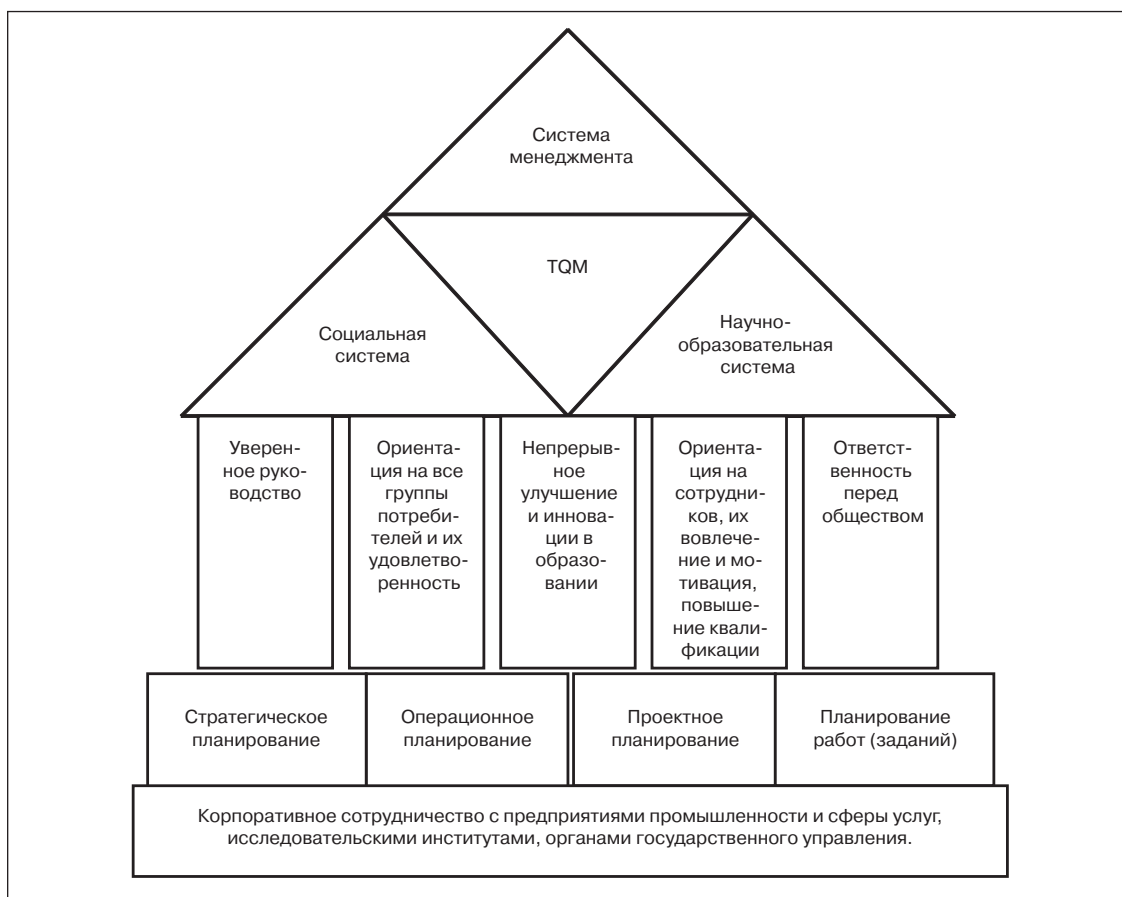 Система
менеджмента
TQM
Социальная
система
Научно-
образовательная
система
Уверен-
ное руко-
водство
Ориента-
ция на все
группы
потреби-
телей и их
удовлетво-
ренность
Непрерыв-
ное
улучшение
и иннова-
ции в
образо-
вании
Ориента-
ция на
сотрудни-
ков, их
вовлече-
ние и мо-
тивация,
повыше-
ние квали-
фикации
Ответст-
венность
перед
обществом
Стратегическое
планирование
Операционное
планирование
Проектное
планирование
Планирование
работ (заданий)
Корпоративное сотрудничество с предприятиями промышленности и сферы услуг,
исследовательскими институтами, органами государственного управления.